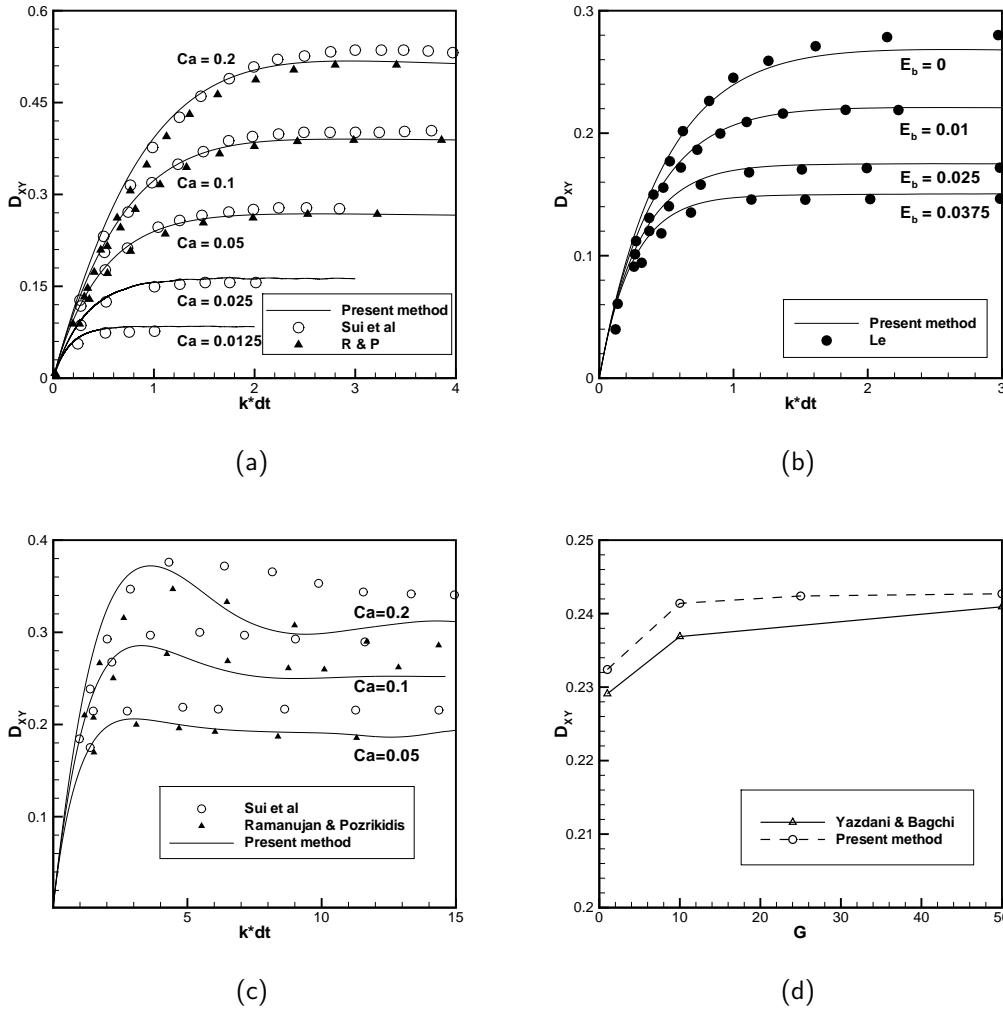 0.6
0.45
0.3
0.15
0
D_XY
Ca = 0.2
Ca = 0.1
Ca = 0.05
Ca = 0.025
Ca = 0.0125
Present method
Sui et al
R & P
0 1 2 3 4
k*dt
(a)
0.3
0.2
0.1
0
D_XY
E_b = 0
E_b = 0.01
E_b = 0.025
E_b = 0.0375
Present method
Le
0 1 2 3
k*dt
(b)
0.4
0.3
0.2
0.1
D_XY
Ca=0.2
Ca=0.1
Ca=0.05
Sui et al
Ramanujan & Pozrikidis
Present method
5 10 15
k*dt
(c)
0.25
0.24
0.23
0.22
0.21
0.2
D_XY
Yazdani & Bagchi
Present method
0 10 20 30 40 50
G
(d)